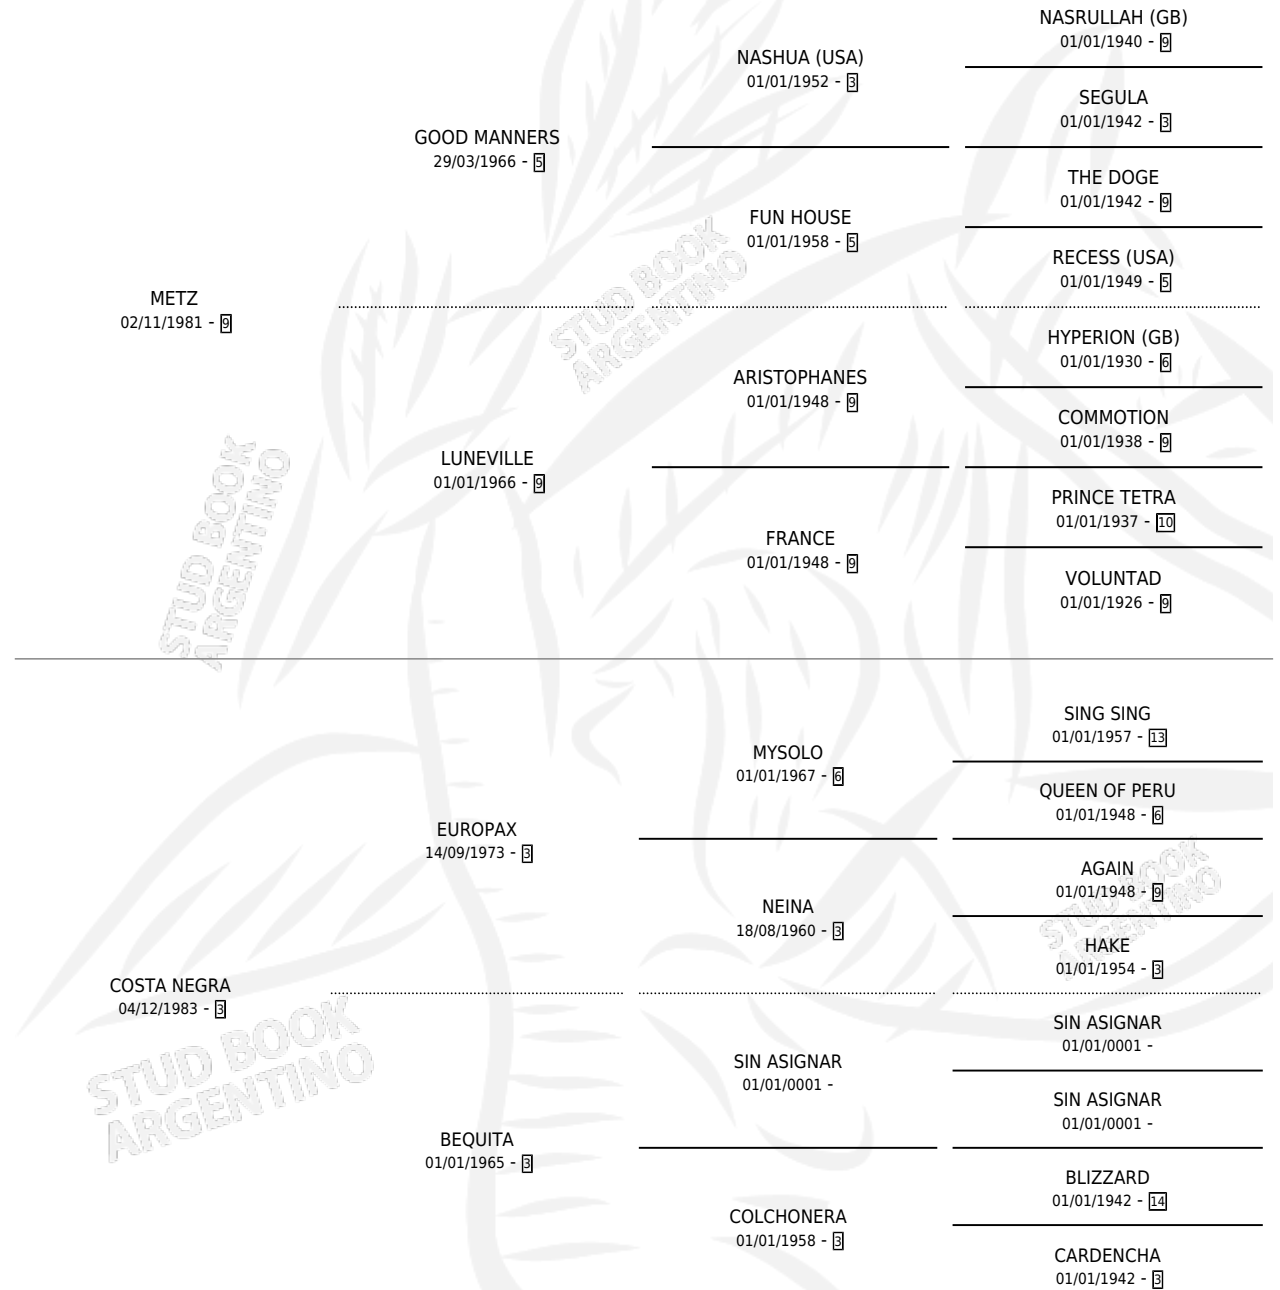 NASRULLAH (GB)
01/01/1940 - 9
NASHUA (USA)
01/01/1952 - 3
SEGULA
01/01/1942 - 3
GOOD MANNERS
29/03/1966 - 5
THE DOGE
01/01/1942 - 9
FUN HOUSE
01/01/1958 - 5
RECESS (USA)
01/01/1949 - 5
METZ
02/11/1981 - 9
HYPERION (GB)
01/01/1930 - 6
ARISTOPHANES
01/01/1948 - 9
COMMOTION
01/01/1938 - 9
LUNEVILLE
01/01/1966 - 9
PRINCE TETRA
01/01/1937 - 10
FRANCE
01/01/1948 - 9
VOLUNTAD
01/01/1926 - 9
SING SING
01/01/1957 - 13
MYSOLO
01/01/1967 - 6
QUEEN OF PERU
01/01/1948 - 6
EUROPAX
14/09/1973 - 3
AGAIN
01/01/1948 - 9
NEINA
18/08/1960 - 3
HAKE
01/01/1954 - 3
COSTA NEGRA
04/12/1983 - 3
SIN ASIGNAR
01/01/0001 -
SIN ASIGNAR
01/01/0001 -
SIN ASIGNAR
01/01/0001 -
BEQUITA
01/01/1965 - 3
BLIZZARD
01/01/1942 - 14
COLCHONERA
01/01/1958 - 3
CARDENCHA
01/01/1942 - 3
STUD BOOK
ARGENTINO
STUD BOOK
ARGENTINO
STUD BOOK
ARGENTINO
STUD BOOK
ARGENTINO